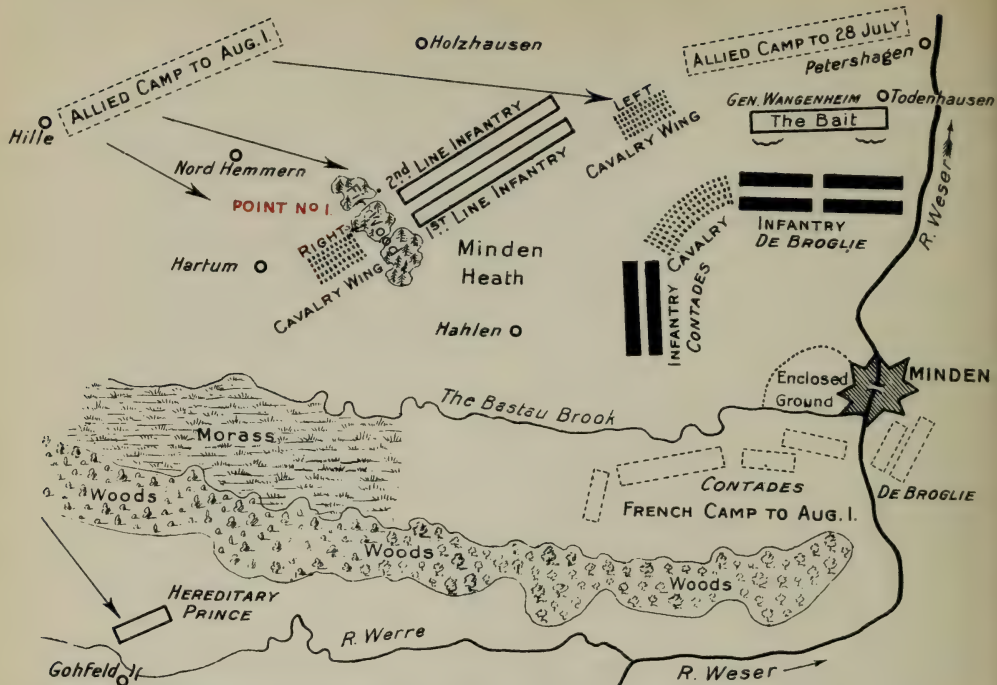 ALLIED CAMP TO AUG. 1.
Hille
Holzhausen
ALLIED CAMP TO 28 JULY
Petershagen
GEN. WANGENHEIM
Todenhausen
The Bait
LEFT
CAVALRY WING
Nord Hemmern
2nd LINE INFANTRY
1ST LINE INFANTRY
POINT No 1.
RIGHT
CAVALRY WING
Hartum
Minden
Heath
Hahlen
CAVALRY
INFANTRY
CONTADES
INFANTRY
DE BROGLIE
R. Weser
Enclosed
Ground
MINDEN
The Bastau Brook
Morass
Woods
Woods
Woods
CONTADES
DE BROGLIE
FRENCH CAMP TO AUG. 1.
HEREDITARY
PRINCE
Gohfeld
R. Werre
R. Weser